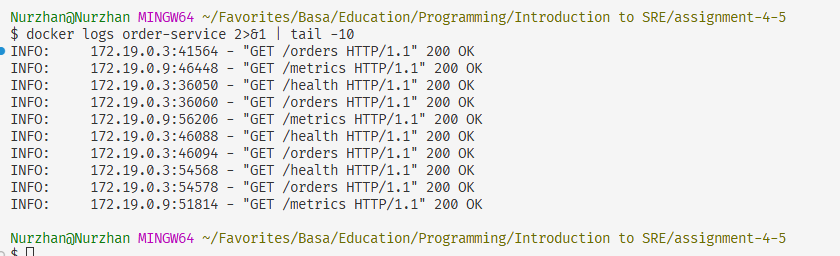 Nurzhan@Nurzhan MINGW64 ~/Favorites/Basa/Education/Programming/Introduction to SRE/assignment-4-5
$ docker logs order-service 2>&1 | tail -10
INFO:     172.19.0.3:41564 - "GET /orders HTTP/1.1" 200 OK
INFO:     172.19.0.9:46448 - "GET /metrics HTTP/1.1" 200 OK
INFO:     172.19.0.3:36050 - "GET /health HTTP/1.1" 200 OK
INFO:     172.19.0.3:36060 - "GET /orders HTTP/1.1" 200 OK
INFO:     172.19.0.9:56206 - "GET /metrics HTTP/1.1" 200 OK
INFO:     172.19.0.3:46088 - "GET /health HTTP/1.1" 200 OK
INFO:     172.19.0.3:46094 - "GET /orders HTTP/1.1" 200 OK
INFO:     172.19.0.3:54568 - "GET /health HTTP/1.1" 200 OK
INFO:     172.19.0.3:54578 - "GET /orders HTTP/1.1" 200 OK
INFO:     172.19.0.9:51814 - "GET /metrics HTTP/1.1" 200 OK
Nurzhan@Nurzhan MINGW64 ~/Favorites/Basa/Education/Programming/Introduction to SRE/assignment-4-5
$